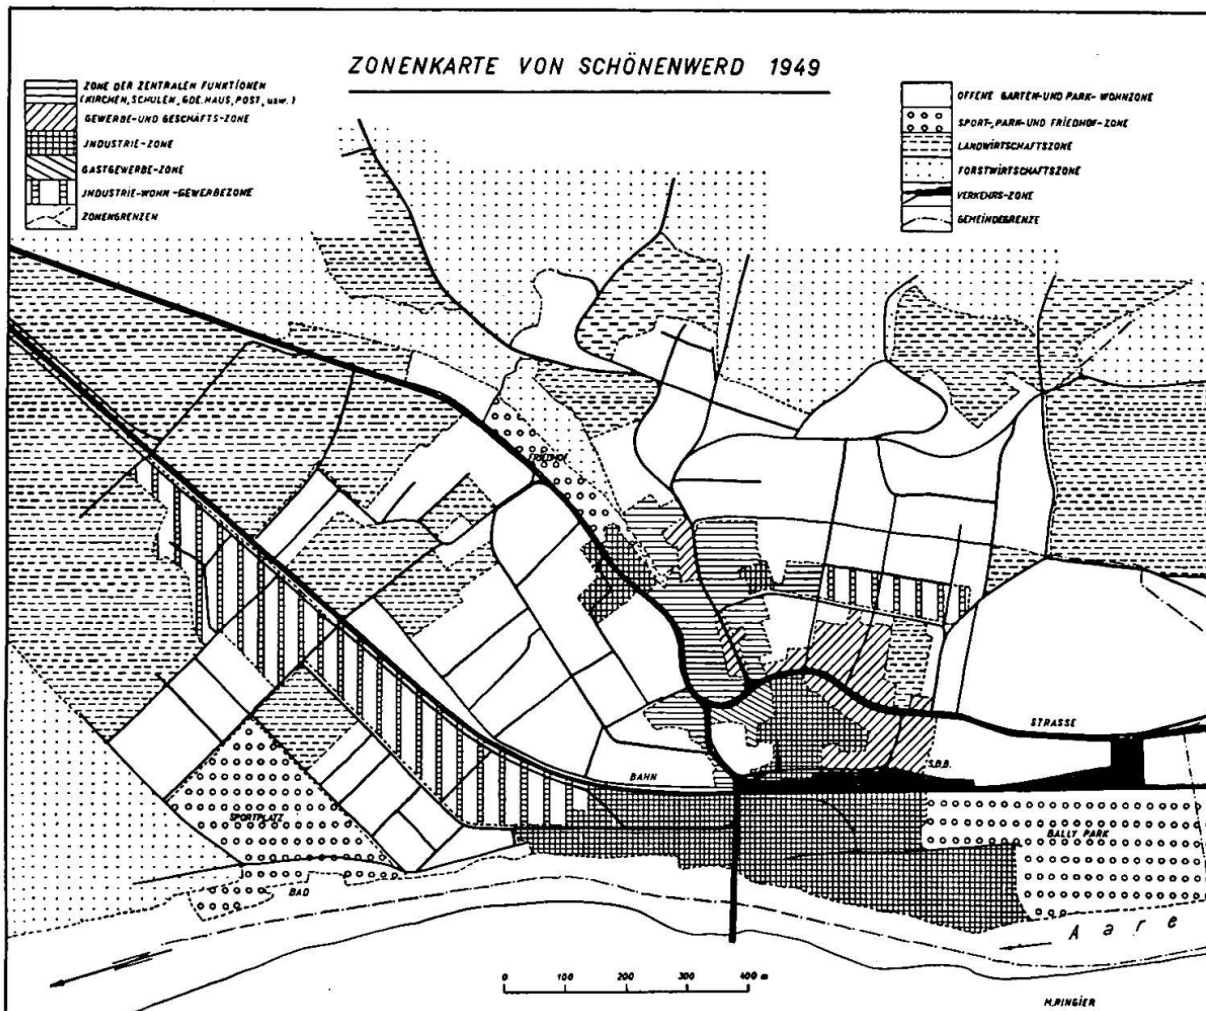 ZONENKARTE VON SCHÖNENWERD 1949
ZONE DER ZENTRALEN FUNKTIONEN
(KIRCHEN, SCHULEN, GDE. HAUS, POST, usw.)
GEWERBE- UND GESCHÄFTS-ZONE
JNDUSTRIE-ZONE
GASTGEWERBE-ZONE
JNDUSTRIE-WOHN-GEWERBEZONE
ZONENGRENZEN
OFFENE GARTEN- UND PARK-WOHNZONE
SPORT-, PARK- UND FRIEDHOF-ZONE
LANDWIRTSCHAFTSZONE
FORSTWIRTSCHAFTSZONE
VERKEHRS-ZONE
GEMEINDEGRENZE
FRIEDHOF
STRASSE
S.B.B.
BAHN
SPORTPLATZ
BALLY PARK
BAD
Aare
0 100 200 300 400 m
M.RINGIER